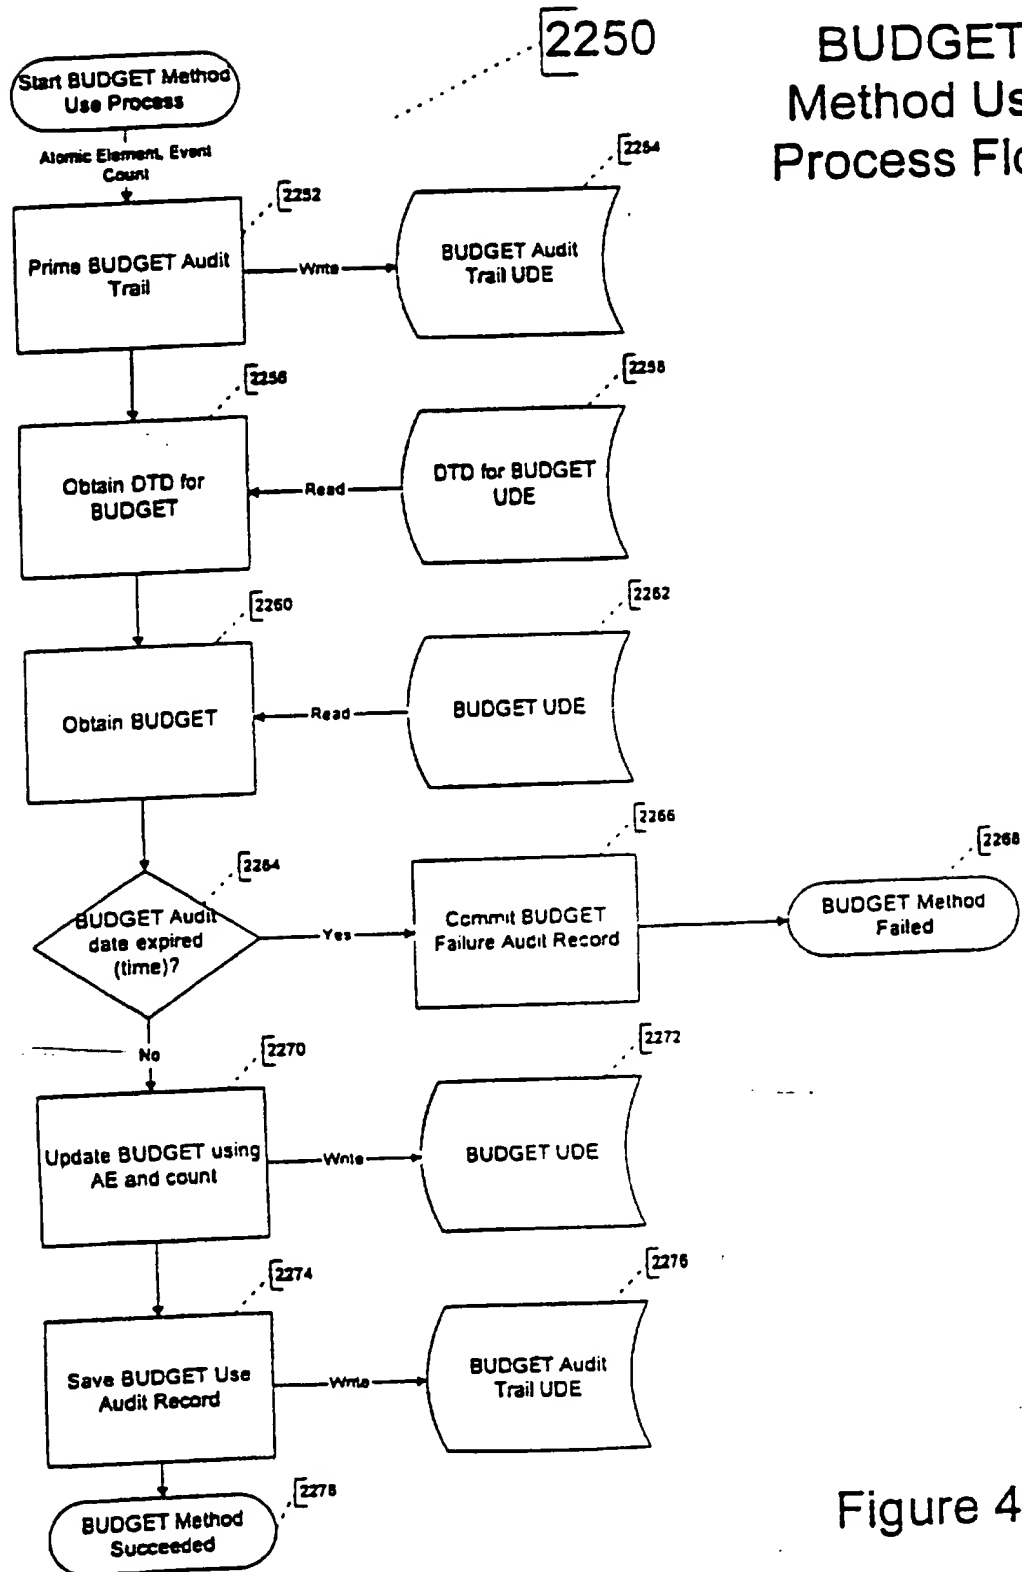 2250
BUDGET
Method Us
Process Flo
Start BUDGET Method
Use Process
Atomic Element, Event
Count
2252
2254
Prime BUDGET Audit
Trail
Write
BUDGET Audit
Trail UDE
2256
2258
Obtain DTD for
BUDGET
Read
DTD for BUDGET
UDE
2260
2262
Obtain BUDGET
Read
BUDGET UDE
2264
2266
2268
BUDGET Audit
date expired
(time)?
Yes
Commit BUDGET
Failure Audit Record
BUDGET Method
Failed
No
2270
2272
Update BUDGET using
AE and count
Write
BUDGET UDE
2274
2276
Save BUDGET Use
Audit Record
Write
BUDGET Audit
Trail UDE
2278
BUDGET Method
Succeeded
Figure 4